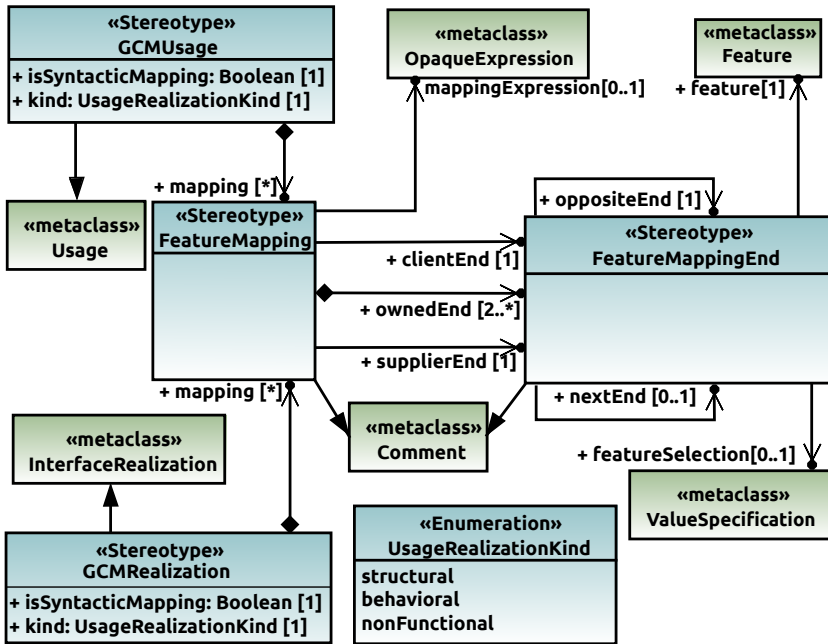 «Stereotype»
GCMUsage
+ isSyntacticMapping: Boolean [1]
+ kind: UsageRealizationKind [1]
«metaclass»
OpaqueExpression
mappingExpression[0..1]
«metaclass»
Feature
+ feature[1]
+ mapping [*]
«metaclass»
Usage
«Stereotype»
FeatureMapping
+ oppositeEnd [1]
«Stereotype»
FeatureMappingEnd
+ clientEnd [1]
+ ownedEnd [2..*]
+ supplierEnd [1]
+ mapping [*]
+ nextEnd [0..1]
«metaclass»
InterfaceRealization
«metaclass»
Comment
+ featureSelection[0..1]
«metaclass»
ValueSpecification
«Stereotype»
GCMRealization
+ isSyntacticMapping: Boolean [1]
+ kind: UsageRealizationKind [1]
«Enumeration»
UsageRealizationKind
structural
behavioral
nonFunctional